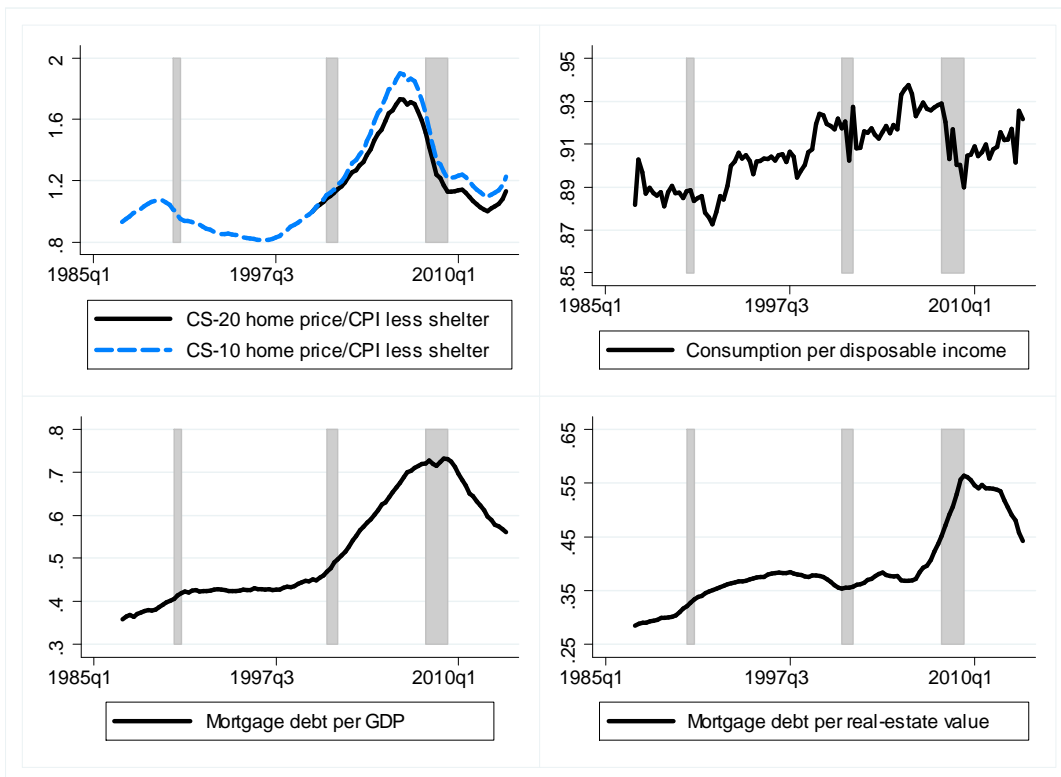 2
1.6
1.2
.8
1985q1 1997q3 2010q1
CS-20 home price/CPI less shelter
CS-10 home price/CPI less shelter
.95
.93
.91
.89
.87
.85
1985q1 1997q3 2010q1
Consumption per disposable income
.8
.7
.6
.5
.4
.3
1985q1 1997q3 2010q1
Mortgage debt per GDP
.65
.55
.45
.35
.25
1985q1 1997q3 2010q1
Mortgage debt per real-estate value